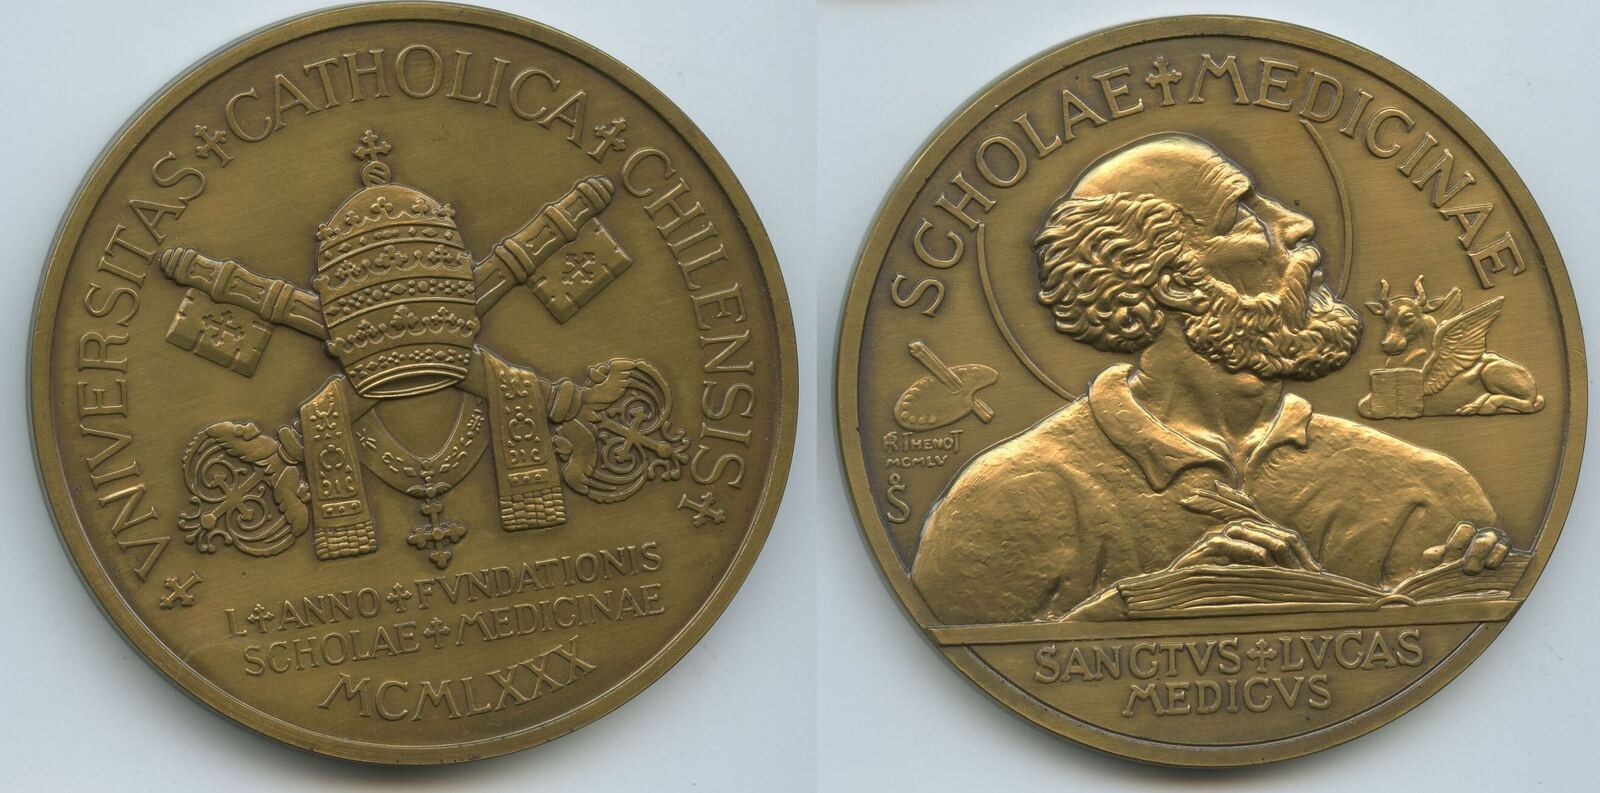 VNIVERSITAS CATHOLICA CHILENSIS
L ANNO FVNDATIONIS
SCHOLAE MEDICINAE
MCMLXXX
SCHOLAE MEDICINAE
R THENOT
MCMLV
SANCTVS LVCAS
MEDICVS